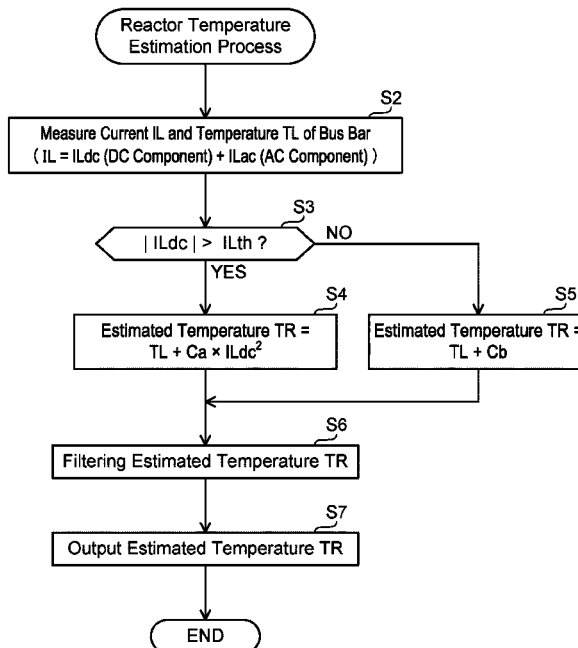 Reactor Temperature
Estimation Process
S2
Measure Current IL and Temperature TL of Bus Bar
( IL = ILdc (DC Component) + ILac (AC Component) )
S3
| ILdc | > ILth ?
NO
YES
S4
Estimated Temperature TR =
TL + Ca × ILdc²
S5
Estimated Temperature TR =
TL + Cb
S6
Filtering Estimated Temperature TR
S7
Output Estimated Temperature TR
END